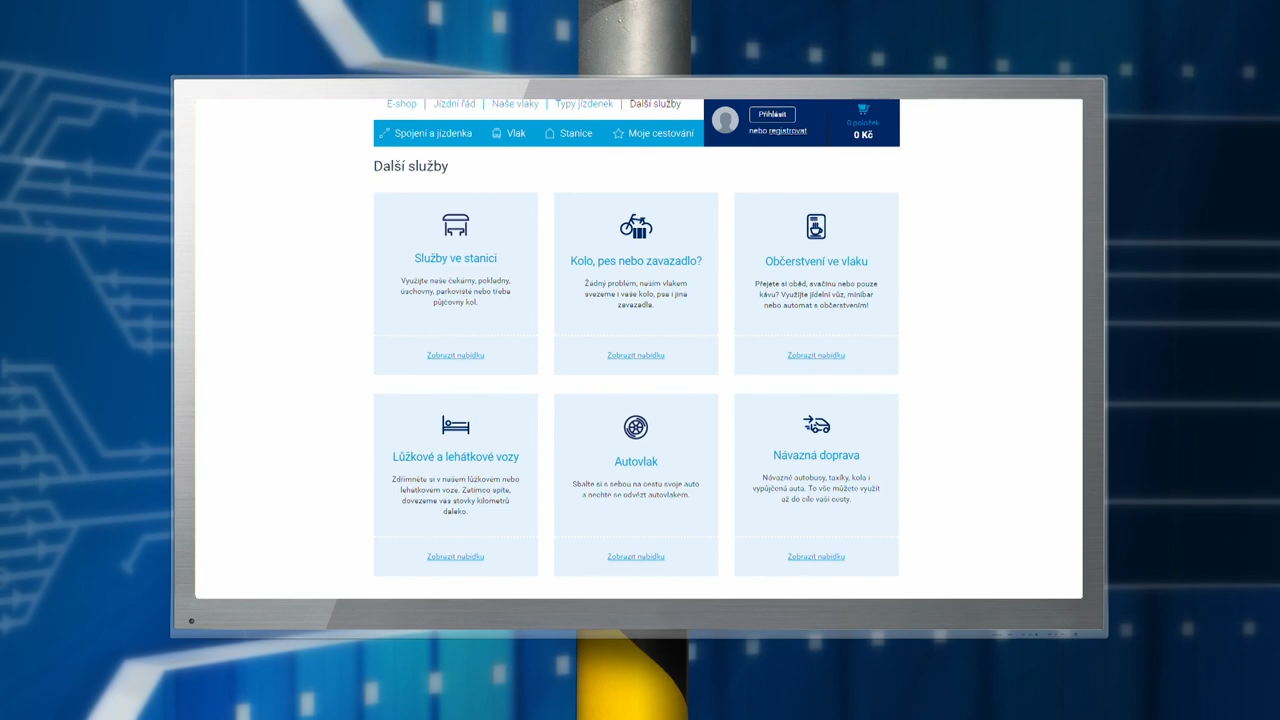 E-shop | Jízdní řád | Naše vlaky | Typy jízdenek | Další služby
Přihlásit
nebo registrovat
0 položek
0 Kč
Spojení a jízdenka Vlak Stanice Moje cestování
Další služby
Služby ve stanici
Využijte naše čekárny, pokladny,
úschovny, parkoviště nebo třeba
půjčovny kol.
Zobrazit nabídku
Kolo, pes nebo zavazadlo?
Žádný problém, naším vlakem
svezeme i vaše kolo, psa i jiná
zavazadla.
Zobrazit nabídku
Občerstvení ve vlaku
Přejete si oběd, svačinu nebo pouze
kávu? Využijte jídelní vůz, minibar
nebo automat s občerstvením!
Zobrazit nabídku
Lůžkové a lehátkové vozy
Zdřímněte si v našem lůžkovém nebo
lehátkovém voze. Zatímco spíte,
dovezeme vás stovky kilometrů
daleko.
Zobrazit nabídku
Autovlak
Sbalte si s sebou na cestu svoje auto
a nechte se odvézt autovlakem.
Zobrazit nabídku
Návazná doprava
Návazné autobusy, taxíky, kola i
vypůjčená auta. To vše můžete využít
až do cíle vaší cesty.
Zobrazit nabídku